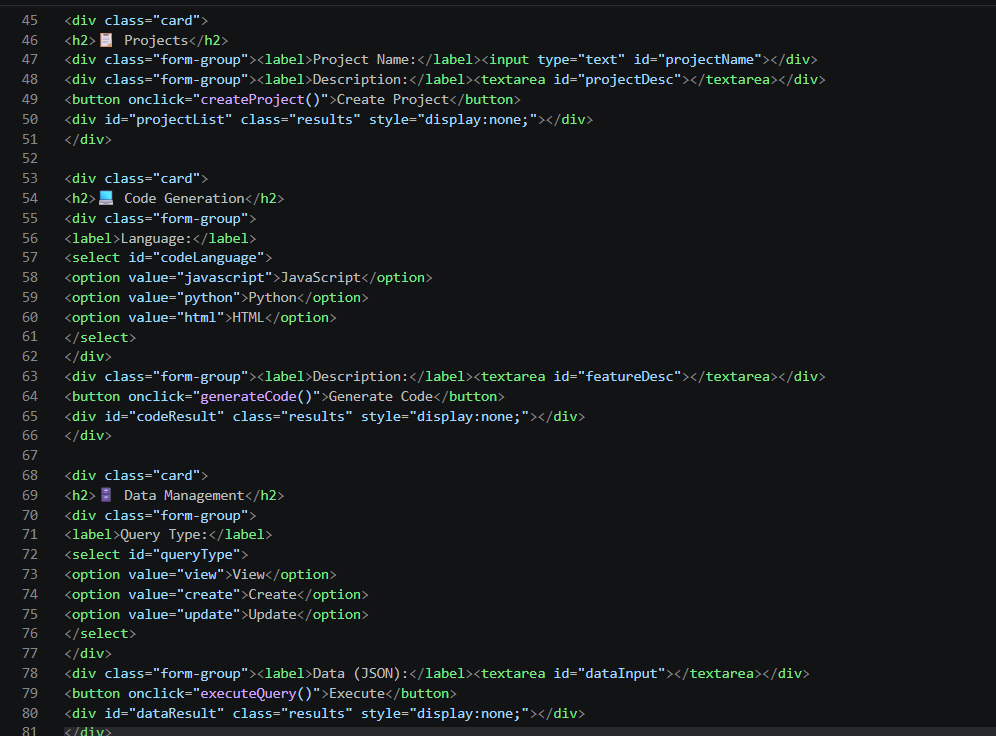 45 <div class="card">
46 <h2>📋 Projects</h2>
47 <div class="form-group"><label>Project Name:</label><input type="text" id="projectName"></div>
48 <div class="form-group"><label>Description:</label><textarea id="projectDesc"></textarea></div>
49 <button onclick="createProject()">Create Project</button>
50 <div id="projectList" class="results" style="display:none;"></div>
51 </div>
52
53 <div class="card">
54 <h2>💻 Code Generation</h2>
55 <div class="form-group">
56 <label>Language:</label>
57 <select id="codeLanguage">
58 <option value="javascript">JavaScript</option>
59 <option value="python">Python</option>
60 <option value="html">HTML</option>
61 </select>
62 </div>
63 <div class="form-group"><label>Description:</label><textarea id="featureDesc"></textarea></div>
64 <button onclick="generateCode()">Generate Code</button>
65 <div id="codeResult" class="results" style="display:none;"></div>
66 </div>
67
68 <div class="card">
69 <h2>🗄️ Data Management</h2>
70 <div class="form-group">
71 <label>Query Type:</label>
72 <select id="queryType">
73 <option value="view">View</option>
74 <option value="create">Create</option>
75 <option value="update">Update</option>
76 </select>
77 </div>
78 <div class="form-group"><label>Data (JSON):</label><textarea id="dataInput"></textarea></div>
79 <button onclick="executeQuery()">Execute</button>
80 <div id="dataResult" class="results" style="display:none;"></div>
81 </div>